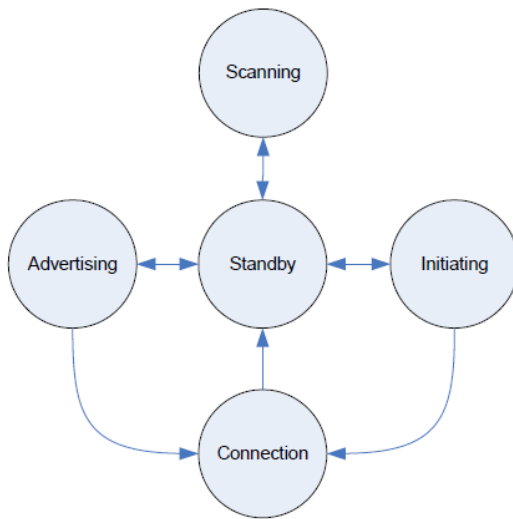 Scanning
Advertising
Standby
Initiating
Connection